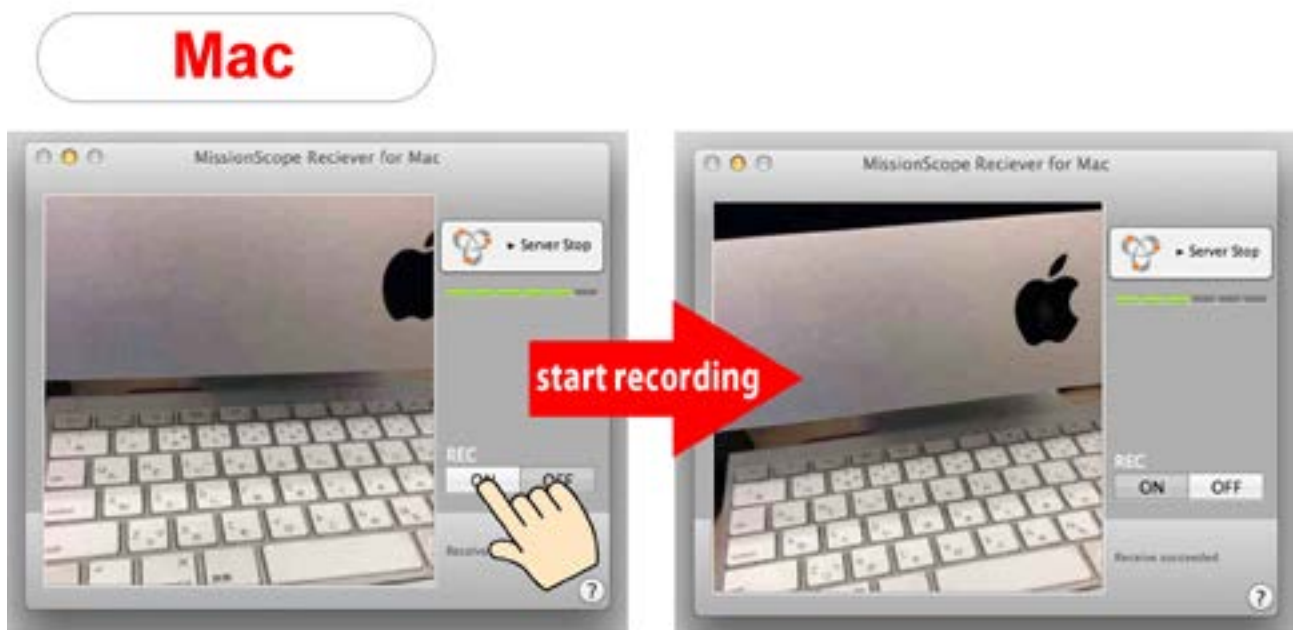 Mac
MissionScope Reciever for Mac
▸ Server Stop
REC
ON OFF
Receive
?
start recording
MissionScope Reciever for Mac
▸ Server Stop
REC
ON OFF
Receive succeeded
?